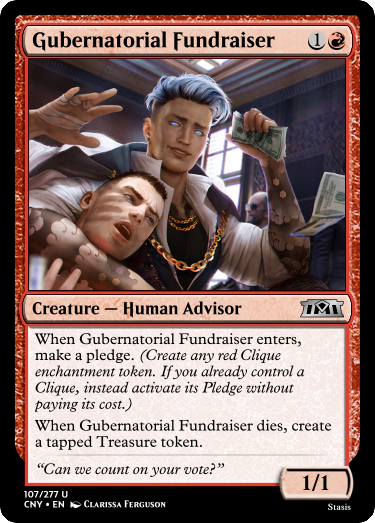 Gubernatorial Fundraiser 1
Creature — Human Advisor
When Gubernatorial Fundraiser enters,
make a pledge. (Create any red Clique
enchantment token. If you already control a
Clique, instead activate its Pledge without
paying its cost.)
When Gubernatorial Fundraiser dies, create
a tapped Treasure token.
“Can we count on your vote?”
1/1
107/277 U
CNY • EN Clarissa Ferguson
Stasis